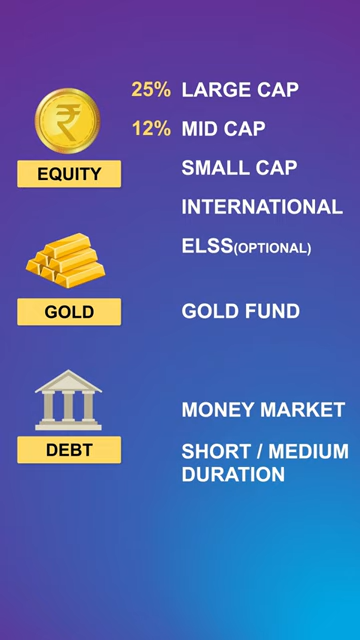 25% LARGE CAP
12% MID CAP
EQUITY
SMALL CAP
INTERNATIONAL
ELSS(OPTIONAL)
GOLD
GOLD FUND
MONEY MARKET
DEBT
SHORT / MEDIUM
DURATION